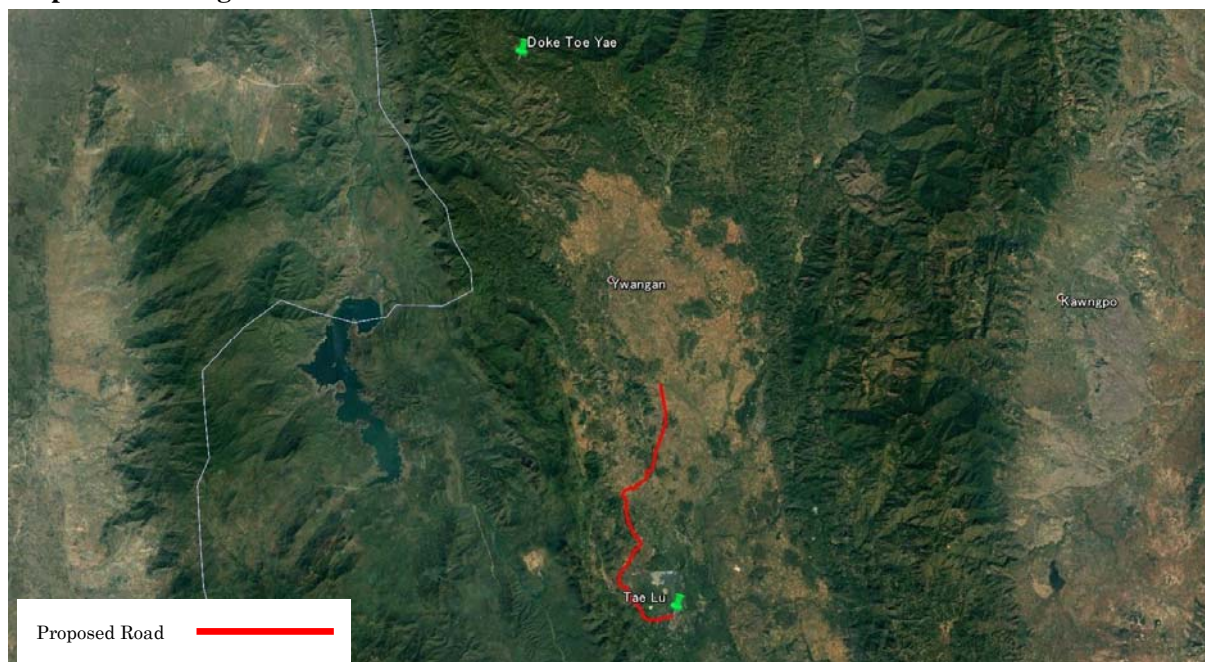 Doke Toe Yae
Ywangan
Kawngpo
Tae Lu
Proposed Road